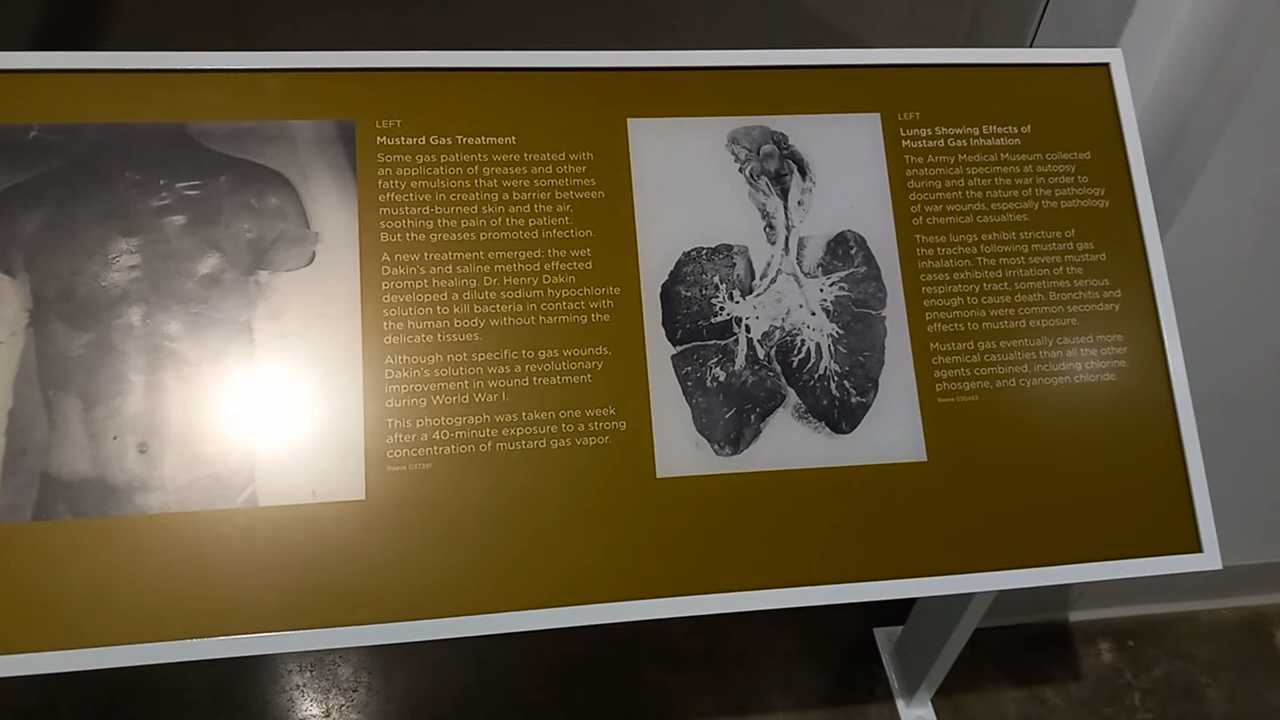 LEFT
Mustard Gas Treatment
Some gas patients were treated with
an application of greases and other
fatty emulsions that were sometimes
effective in creating a barrier between
mustard-burned skin and the air,
soothing the pain of the patient.
But the greases promoted infection.
A new treatment emerged: the wet
Dakin's and saline method effected
prompt healing. Dr. Henry Dakin
developed a dilute sodium hypochlorite
solution to kill bacteria in contact with
the human body without harming the
delicate tissues.
Although not specific to gas wounds,
Dakin's solution was a revolutionary
improvement in wound treatment
during World War I.
This photograph was taken one week
after a 40-minute exposure to a strong
concentration of mustard gas vapor.
Reeve 037391
LEFT
Lungs Showing Effects of
Mustard Gas Inhalation
The Army Medical Museum collected
anatomical specimens at autopsy
during and after the war in order to
document the nature of the pathology
of war wounds, especially the pathology
of chemical casualties.
These lungs exhibit stricture of
the trachea following mustard gas
inhalation. The most severe mustard
cases exhibited irritation of the
respiratory tract, sometimes serious
enough to cause death. Bronchitis and
pneumonia were common secondary
effects to mustard exposure.
Mustard gas eventually caused more
chemical casualties than all the other
agents combined, including chlorine,
phosgene, and cyanogen chloride.
Reeve 030463